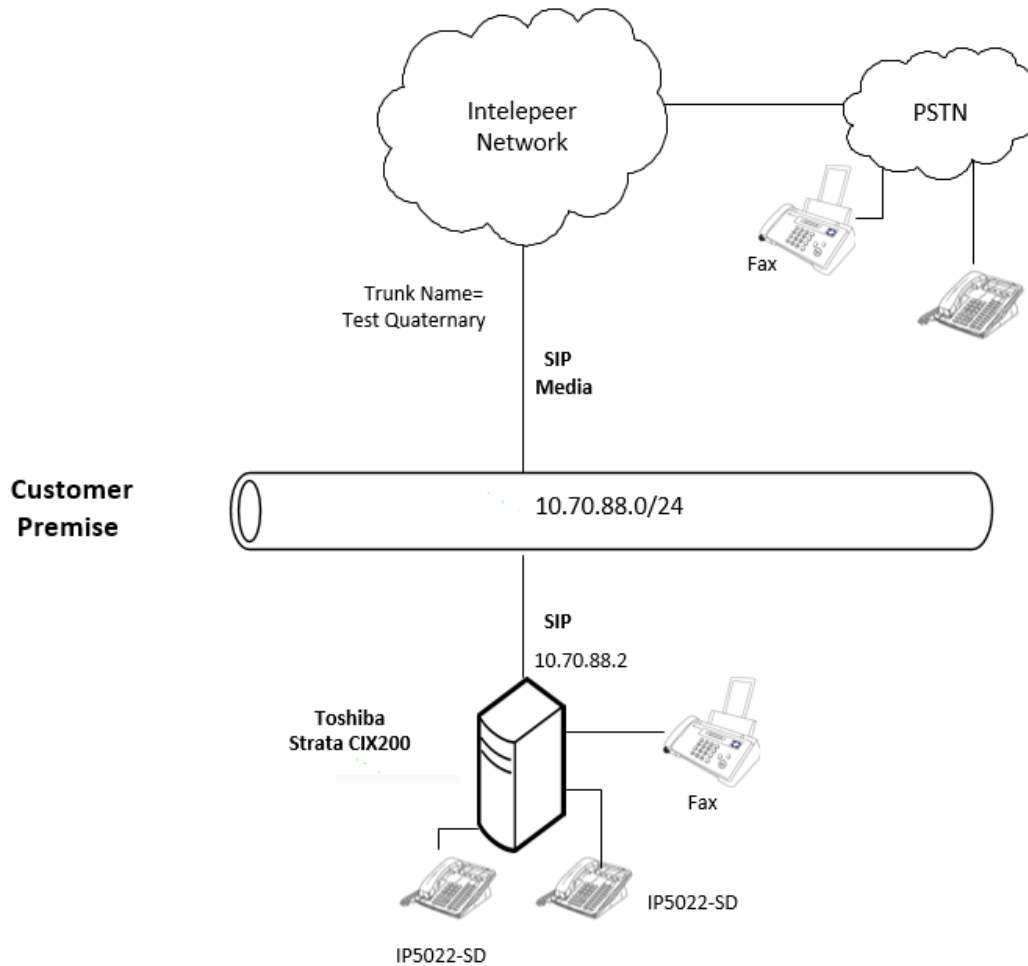 Intelepeer
Network
PSTN
Fax
Trunk Name=
Test Quaternary
SIP
Media
Customer
Premise
10.70.88.0/24
SIP
10.70.88.2
Toshiba
Strata CIX200
Fax
IP5022-SD
IP5022-SD